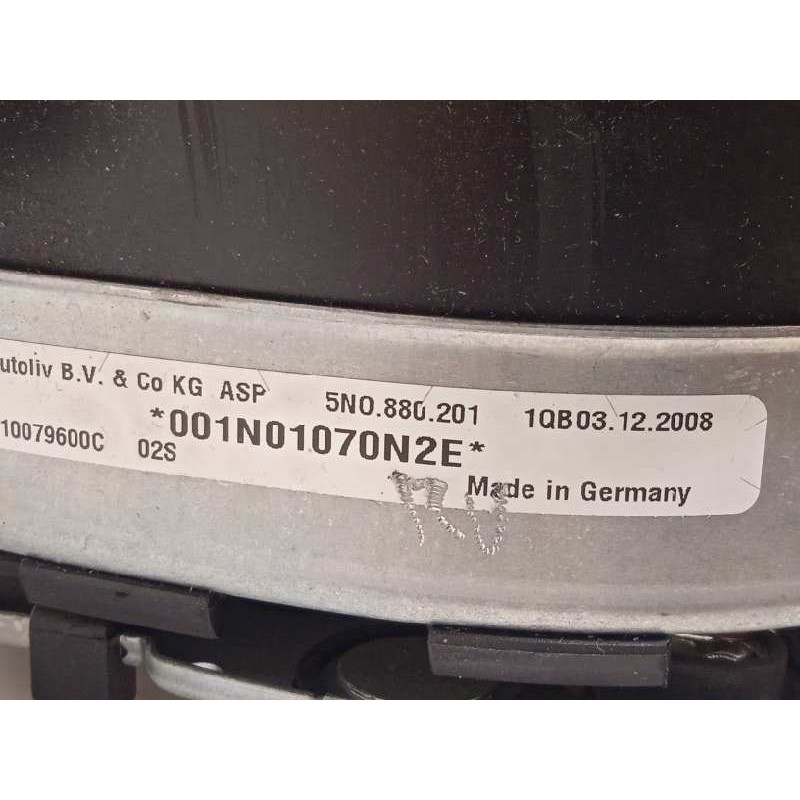 utoliv B.V. & Co KG ASP 5N0.880.201 1QB03.12.2008
*001N01070N2E*
10079600C 02S
Made in Germany